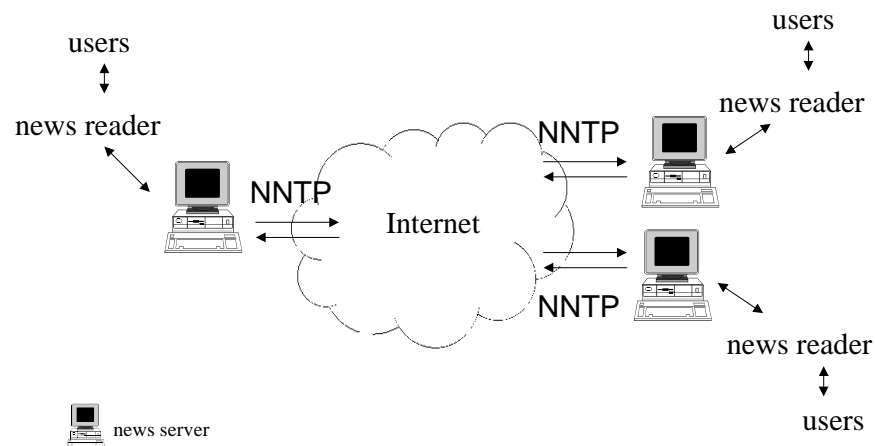 users
users
news reader
news reader
NNTP
NNTP
Internet
NNTP
news reader
news server
users